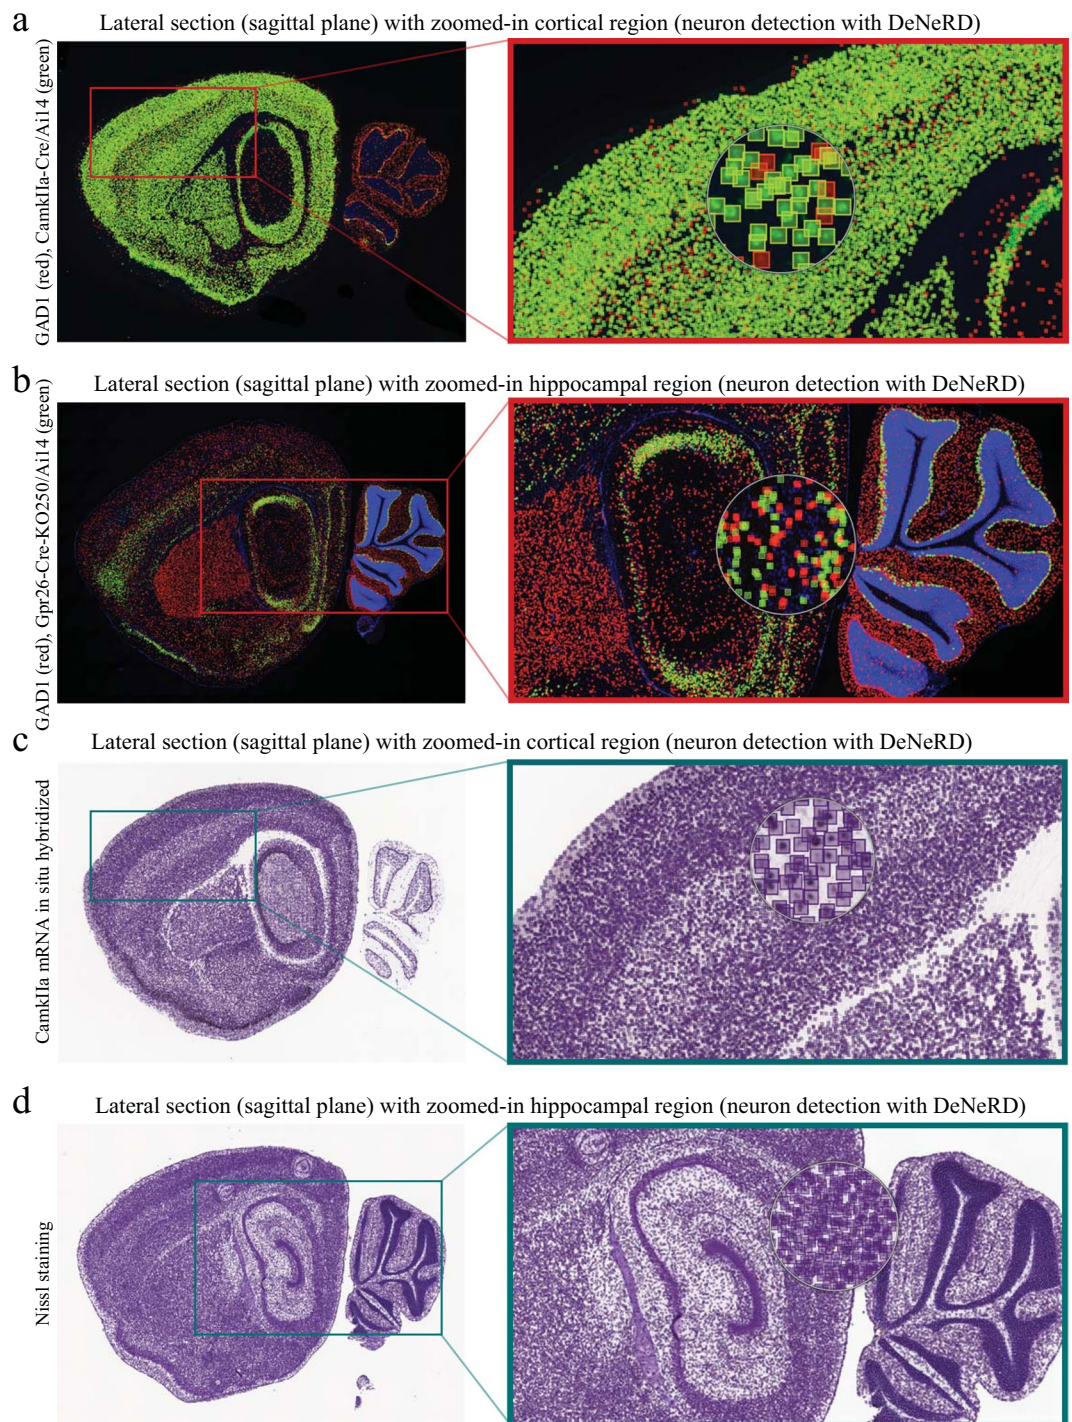 a
Lateral section (sagittal plane) with zoomed-in cortical region (neuron detection with DeNeRD)
GAD1 (red), CamkIIa-Cre/Ai14 (green)
b
Lateral section (sagittal plane) with zoomed-in hippocampal region (neuron detection with DeNeRD)
GAD1 (red), Gpr26-Cre-KO250/Ai14 (green)
c
Lateral section (sagittal plane) with zoomed-in cortical region (neuron detection with DeNeRD)
CamkIIa mRNA in situ hybridized
d
Lateral section (sagittal plane) with zoomed-in hippocampal region (neuron detection with DeNeRD)
Nissl staining